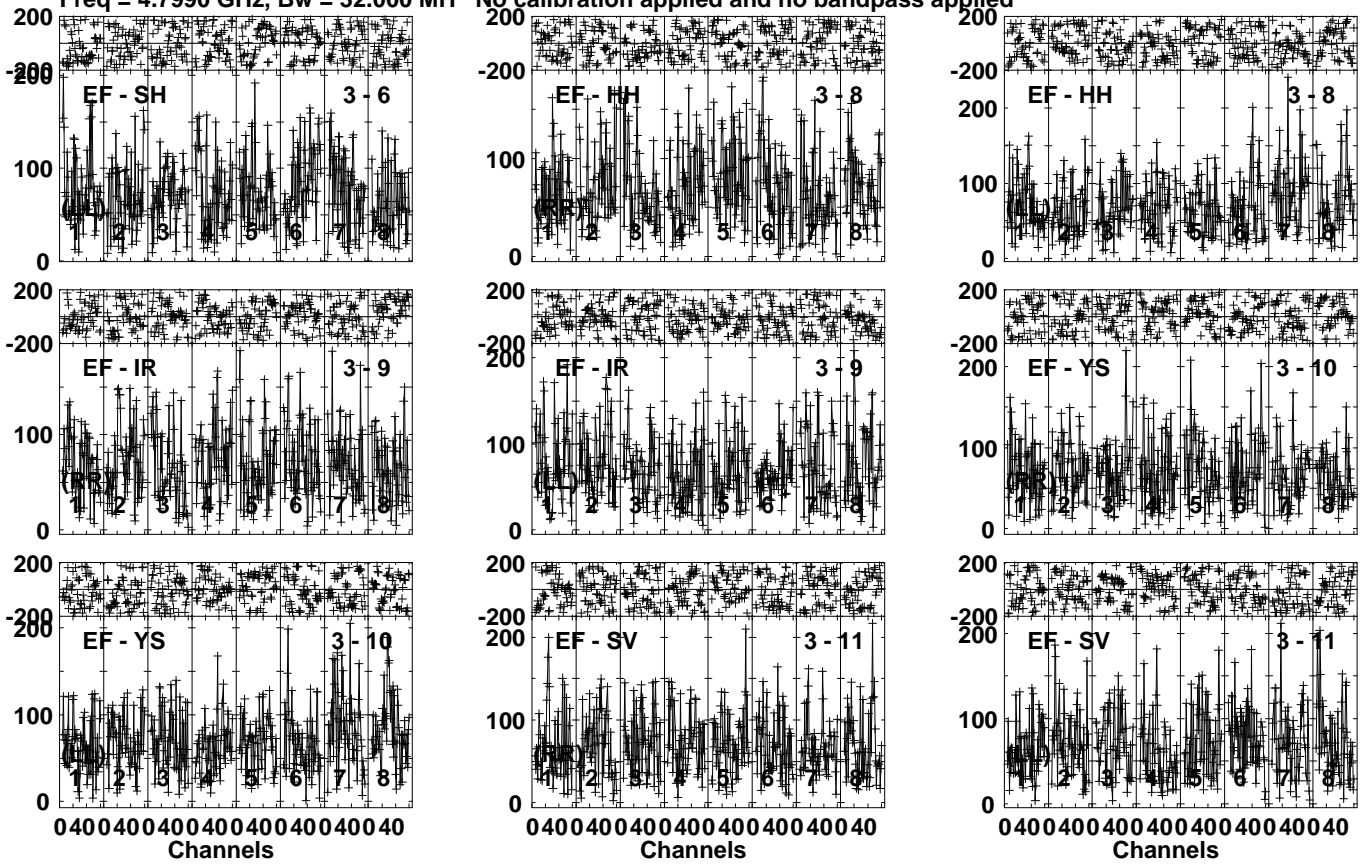 Freq = 4.7990 GHz, Bw = 32.000 MH No calibration applied and no bandpass applied
200 200 200
-200 -200 -200
200 EF - SH 3 - 6 EF - HH 3 - 8 200 EF - HH 3 - 8
100 100 100
(LL) (RR) (LL)
1 2 3 4 5 6 7 8 1 2 3 4 5 6 7 8 1 2 3 4 5 6 7 8
0 0 0
200 200 200
-200 -200 -200
EF - IR 3 - 9 200 EF - IR 3 - 9 200 EF - YS 3 - 10
100 100 100
(RR) (LL) (RR)
1 2 3 4 5 6 7 8 1 2 3 4 5 6 7 8 1 2 3 4 5 6 7 8
0 0 0
200 200 200
-200 -200 -200
200 EF - YS 3 - 10 200 EF - SV 3 - 11 200 EF - SV 3 - 11
100 100 100
(LL) (RR) (LL)
1 2 3 4 5 6 7 8 1 2 3 4 5 6 7 8 1 2 3 4 5 6 7 8
0 0 0
0 40 0 40 0 40 0 40 0 40 0 40 0 40 0 40 0 40 0 40 0 40 0 40 0 40 0 40 0 40 0 40 0 40 0 40 0 40 0 40 0 40 0 40 0 40 0 40
Channels Channels Channels